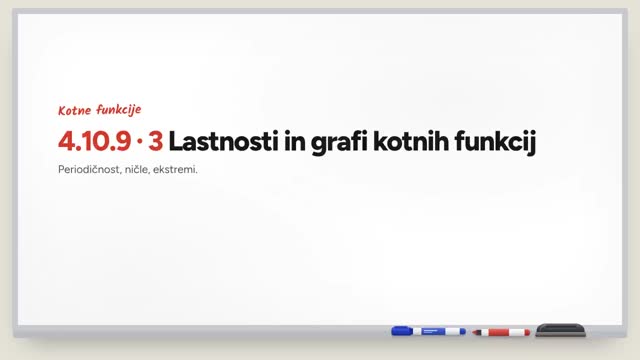 Kotne funkcije
4.10.9 · 3 Lastnosti in grafi kotnih funkcij
Periodičnost, ničle, ekstremi.